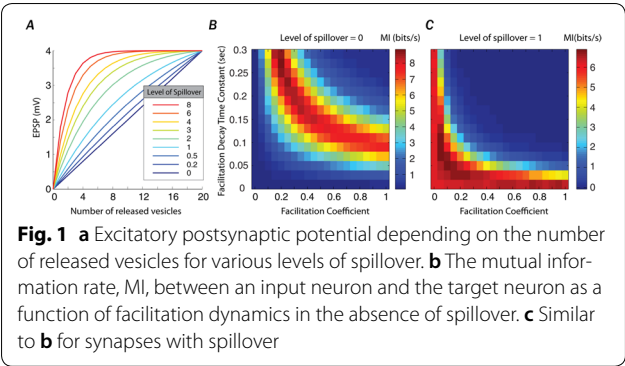 A
B
Level of spillover = 0
MI (bits/s)
C
Level of spillover = 1
MI(bits/s)
EPSP (mV)
4
3
2
1
0
Level of Spillover
8
6
4
3
2
1
0.5
0.2
0
0 4 8 12 16 20
Number of released vesicles
Facilitation Decay Time Constant (sec)
0.3
0.25
0.2
0.15
0.1
0.05
0
0.2 0.4 0.6 0.8 1
Facilitation Coefficient
8
7
6
5
4
3
2
1
0 0.2 0.4 0.6 0.8 1
Facilitation Coefficient
6
5
4
3
2
1
0
Fig. 1 a Excitatory postsynaptic potential depending on the number
of released vesicles for various levels of spillover. b The mutual infor-
mation rate, MI, between an input neuron and the target neuron as a
function of facilitation dynamics in the absence of spillover. c Similar
to b for synapses with spillover